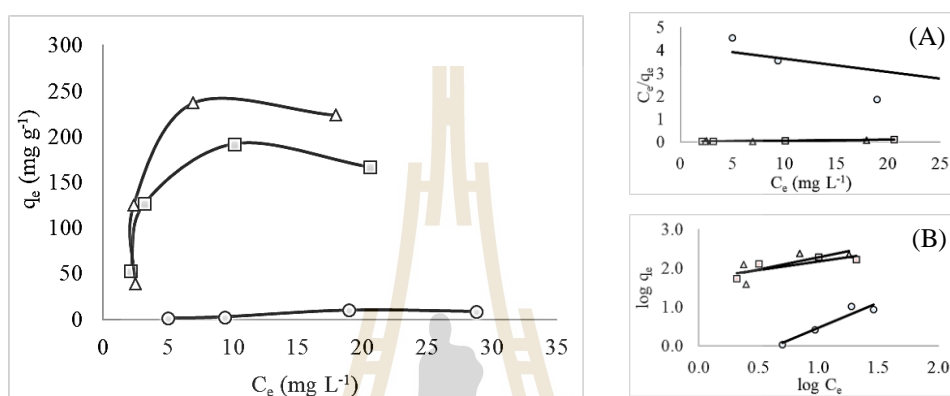 300
250
200
150
100
50
0
qₑ (mg g⁻¹)
0 5 10 15 20 25 30 35
Cₑ (mg L⁻¹)
(A)
5
4
3
2
1
0
Cₑ/qₑ
0 5 10 15 20 25
Cₑ (mg L⁻¹)
(B)
3.0
2.0
1.0
0.0
log qₑ
0.0 0.5 1.0 1.5 2.0
log Cₑ